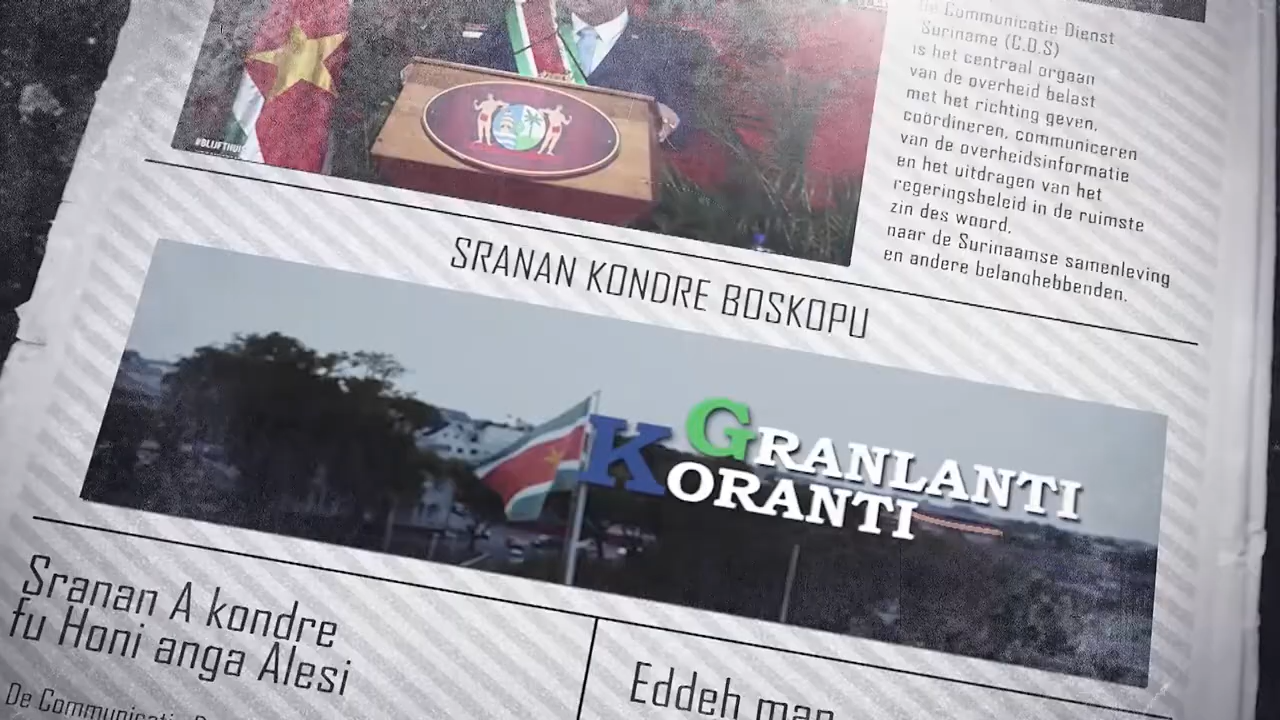 De Communicatie Dienst
Suriname (C.D.S)
is het centraal orgaan
van de overheid belast
met het richting geven,
coördineren, communiceren
van de overheidsinformatie
en het uitdragen van het
regeringsbeleid in de ruimste
zin des woord.
naar de Surinaamse samenleving
en andere belanghebbenden.
SRANAN KONDRE BOSKOPU
GRANLANTI
KORANTI
Sranan A kondre
fu Honi anga Alesi
De
Eddeh man